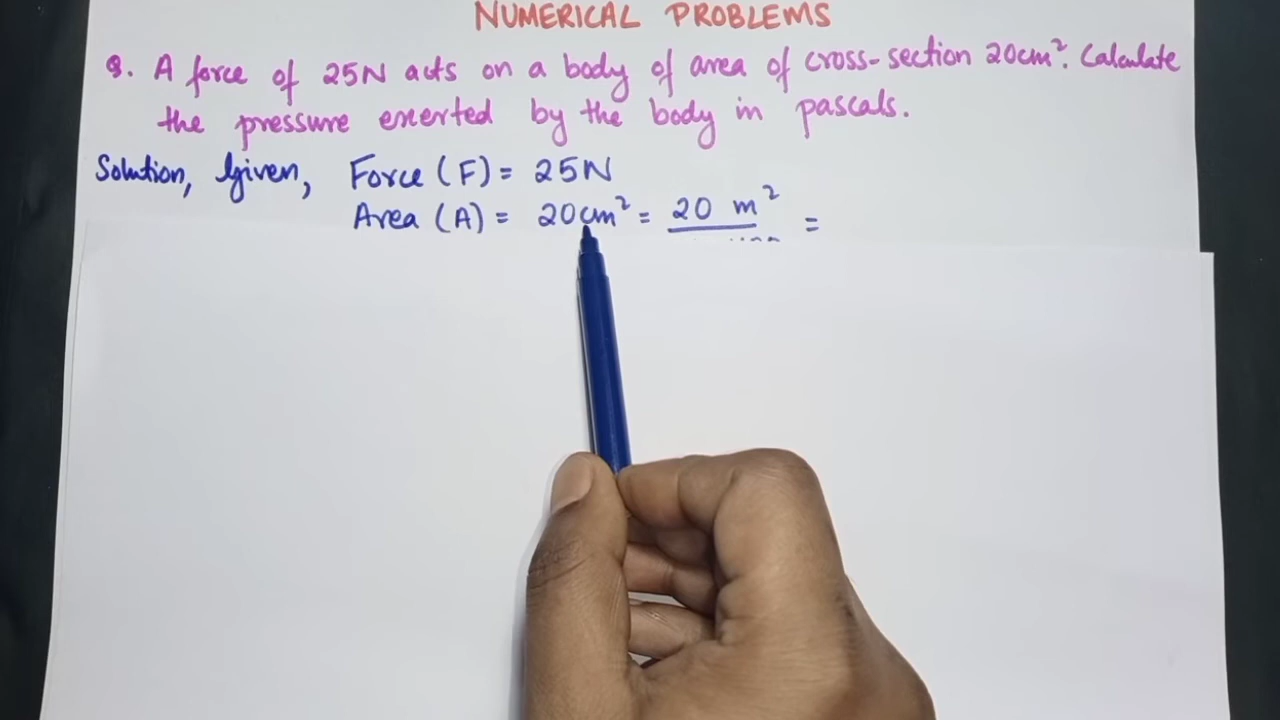 NUMERICAL PROBLEMS
Q. A force of 25N acts on a body of area of cross-section 20cm². Calculate
the pressure exerted by the body in pascals.
Solution, Given, Force (F) = 25N
Area (A) = 20cm² = 20 m² =